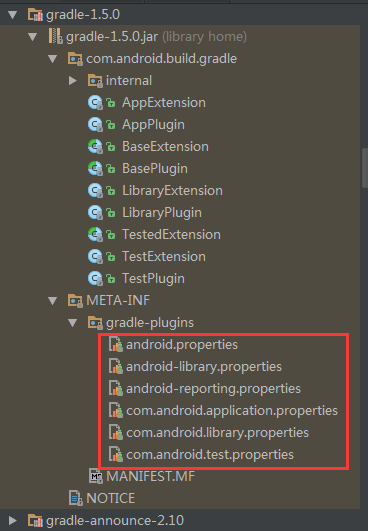 gradle-1.5.0
gradle-1.5.0.jar (library home)
com.android.build.gradle
internal
AppExtension
AppPlugin
BaseExtension
BasePlugin
LibraryExtension
LibraryPlugin
TestedExtension
TestExtension
TestPlugin
META-INF
gradle-plugins
android.properties
android-library.properties
android-reporting.properties
com.android.application.properties
com.android.library.properties
com.android.test.properties
MANIFEST.MF
NOTICE
gradle-announce-2.10